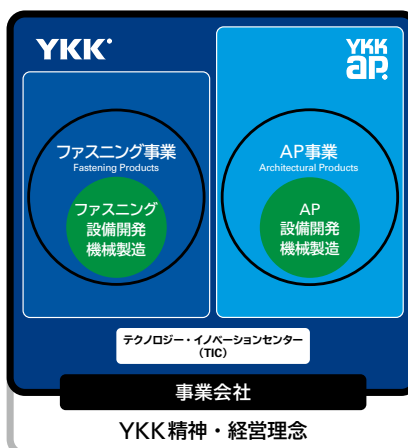 YKK
YKK
ap
ファスニング事業
Fastening Products
ファスニング
設備開発
機械製造
AP事業
Architectural Products
AP
設備開発
機械製造
テクノロジー・イノベーションセンター
（TIC）
事業会社
YKK精神・経営理念